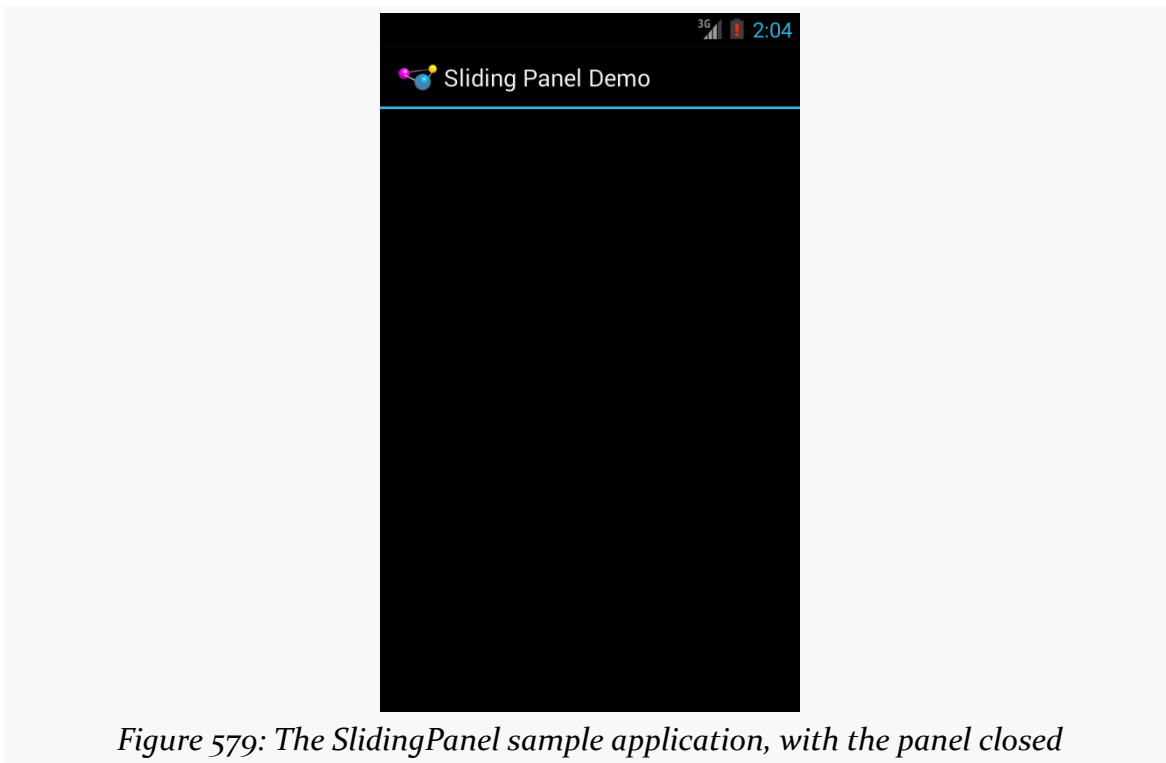 3G 2:04
Sliding Panel Demo
Figure 579: The SlidingPanel sample application, with the panel closed